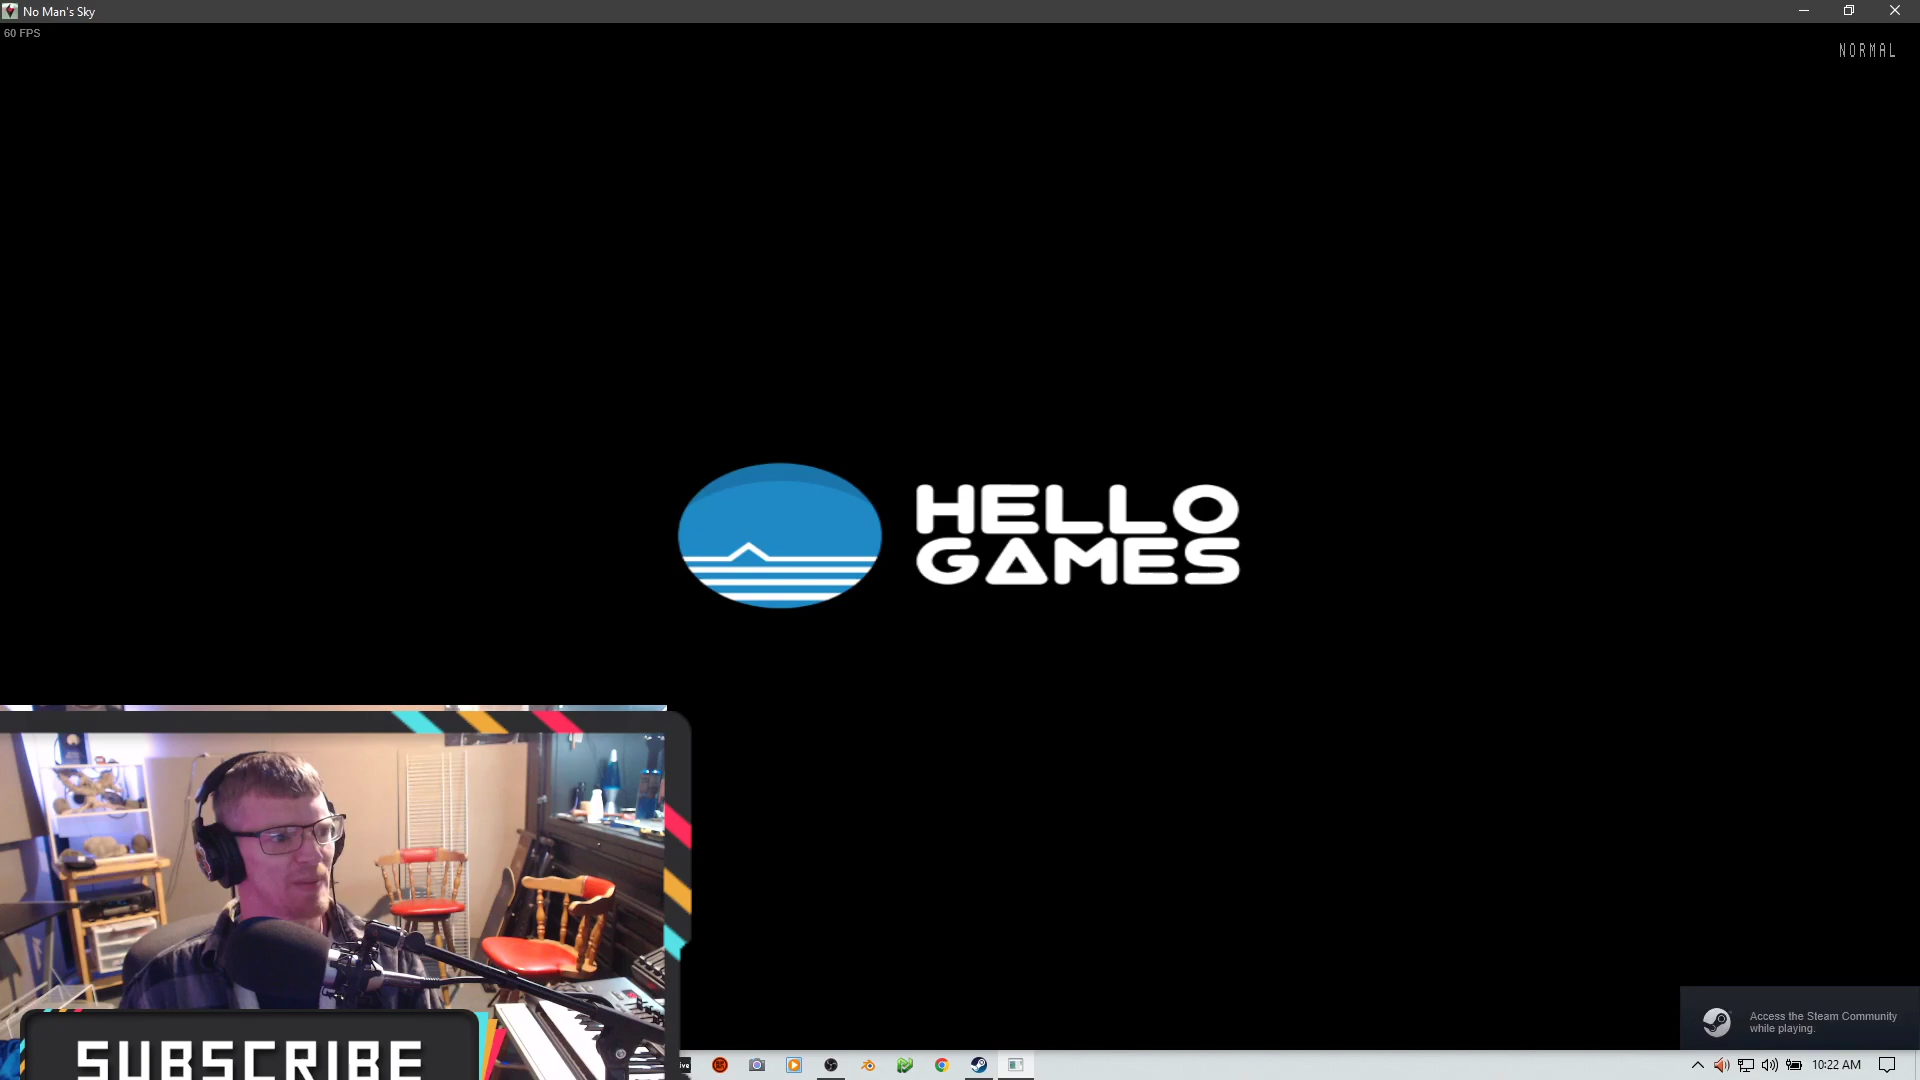 No Man's Sky
60 FPS
NORMAL
HELLO
GAMES
Access the Steam Community
while playing.
SUBSCRIBE
10:22 AM